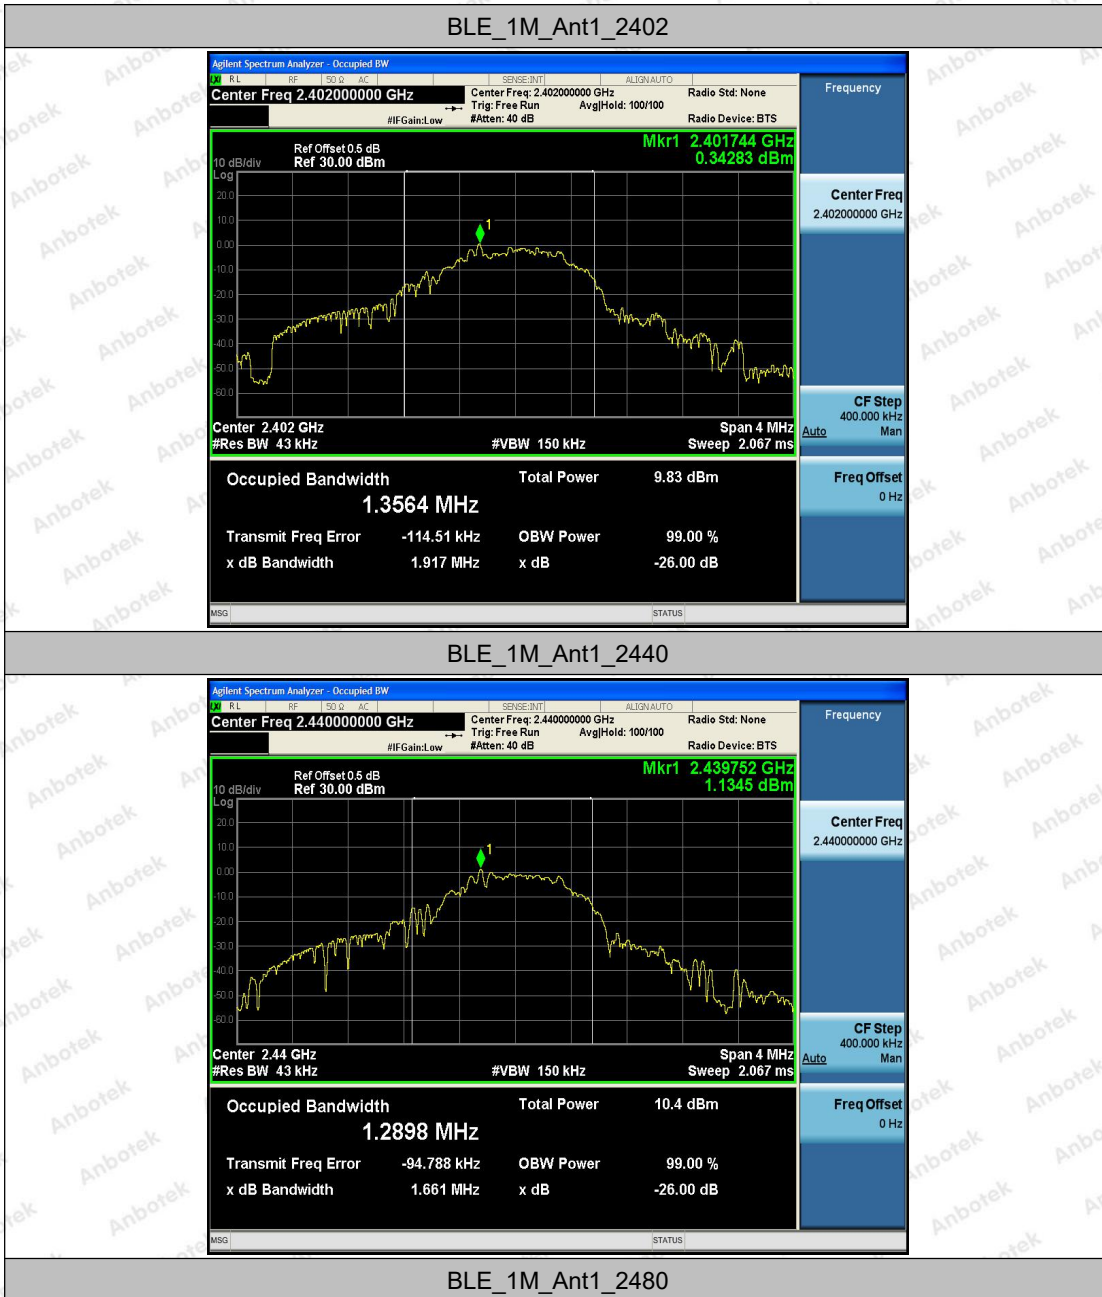 BLE_1M_Ant1_2402
Agilent Spectrum Analyzer - Occupied BW
LXI RL RF 50 Ω AC SENSE:INT ALIGN AUTO
Center Freq 2.402000000 GHz
Center Freq: 2.402000000 GHz Radio Std: None
Trig: Free Run Avg|Hold: 100/100
#IFGain:Low #Atten: 40 dB Radio Device: BTS
Mkr1 2.401744 GHz
0.34283 dBm
Ref Offset 0.5 dB
10 dB/div Ref 30.00 dBm
Log
20.0
10.0
0.00
-10.0
-20.0
-30.0
-40.0
-50.0
-60.0
1
Center 2.402 GHz Span 4 MHz
#Res BW 43 kHz #VBW 150 kHz Sweep 2.067 ms
Occupied Bandwidth Total Power 9.83 dBm
1.3564 MHz
Transmit Freq Error -114.51 kHz OBW Power 99.00 %
x dB Bandwidth 1.917 MHz x dB -26.00 dB
MSG STATUS
Frequency
Center Freq
2.402000000 GHz
CF Step
400.000 kHz
Auto Man
Freq Offset
0 Hz
BLE_1M_Ant1_2440
Agilent Spectrum Analyzer - Occupied BW
LXI RL RF 50 Ω AC SENSE:INT ALIGN AUTO
Center Freq 2.440000000 GHz
Center Freq: 2.440000000 GHz Radio Std: None
Trig: Free Run Avg|Hold: 100/100
#IFGain:Low #Atten: 40 dB Radio Device: BTS
Mkr1 2.439752 GHz
1.1345 dBm
Ref Offset 0.5 dB
10 dB/div Ref 30.00 dBm
Log
20.0
10.0
0.00
-10.0
-20.0
-30.0
-40.0
-50.0
-60.0
1
Center 2.44 GHz Span 4 MHz
#Res BW 43 kHz #VBW 150 kHz Sweep 2.067 ms
Occupied Bandwidth Total Power 10.4 dBm
1.2898 MHz
Transmit Freq Error -94.788 kHz OBW Power 99.00 %
x dB Bandwidth 1.661 MHz x dB -26.00 dB
MSG STATUS
Frequency
Center Freq
2.440000000 GHz
CF Step
400.000 kHz
Auto Man
Freq Offset
0 Hz
BLE_1M_Ant1_2480
Anbotek